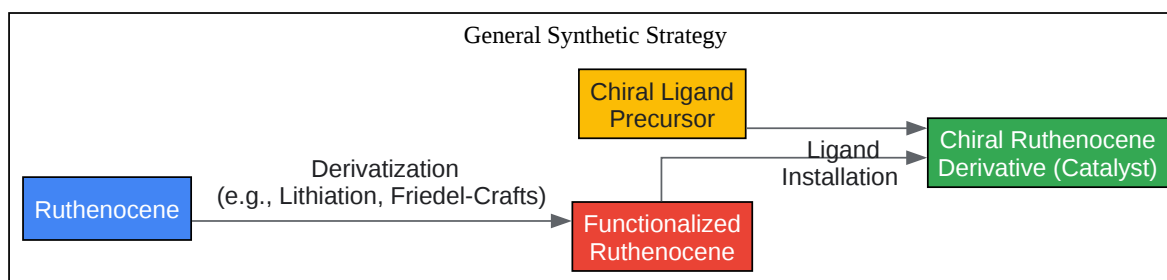 General Synthetic Strategy
Chiral Ligand
Precursor
Chiral Ruthenocene
Derivative (Catalyst)
Ligand
Installation
Derivatization
(e.g., Lithiation, Friedel-Crafts)
Ruthenocene
Functionalized
Ruthenocene